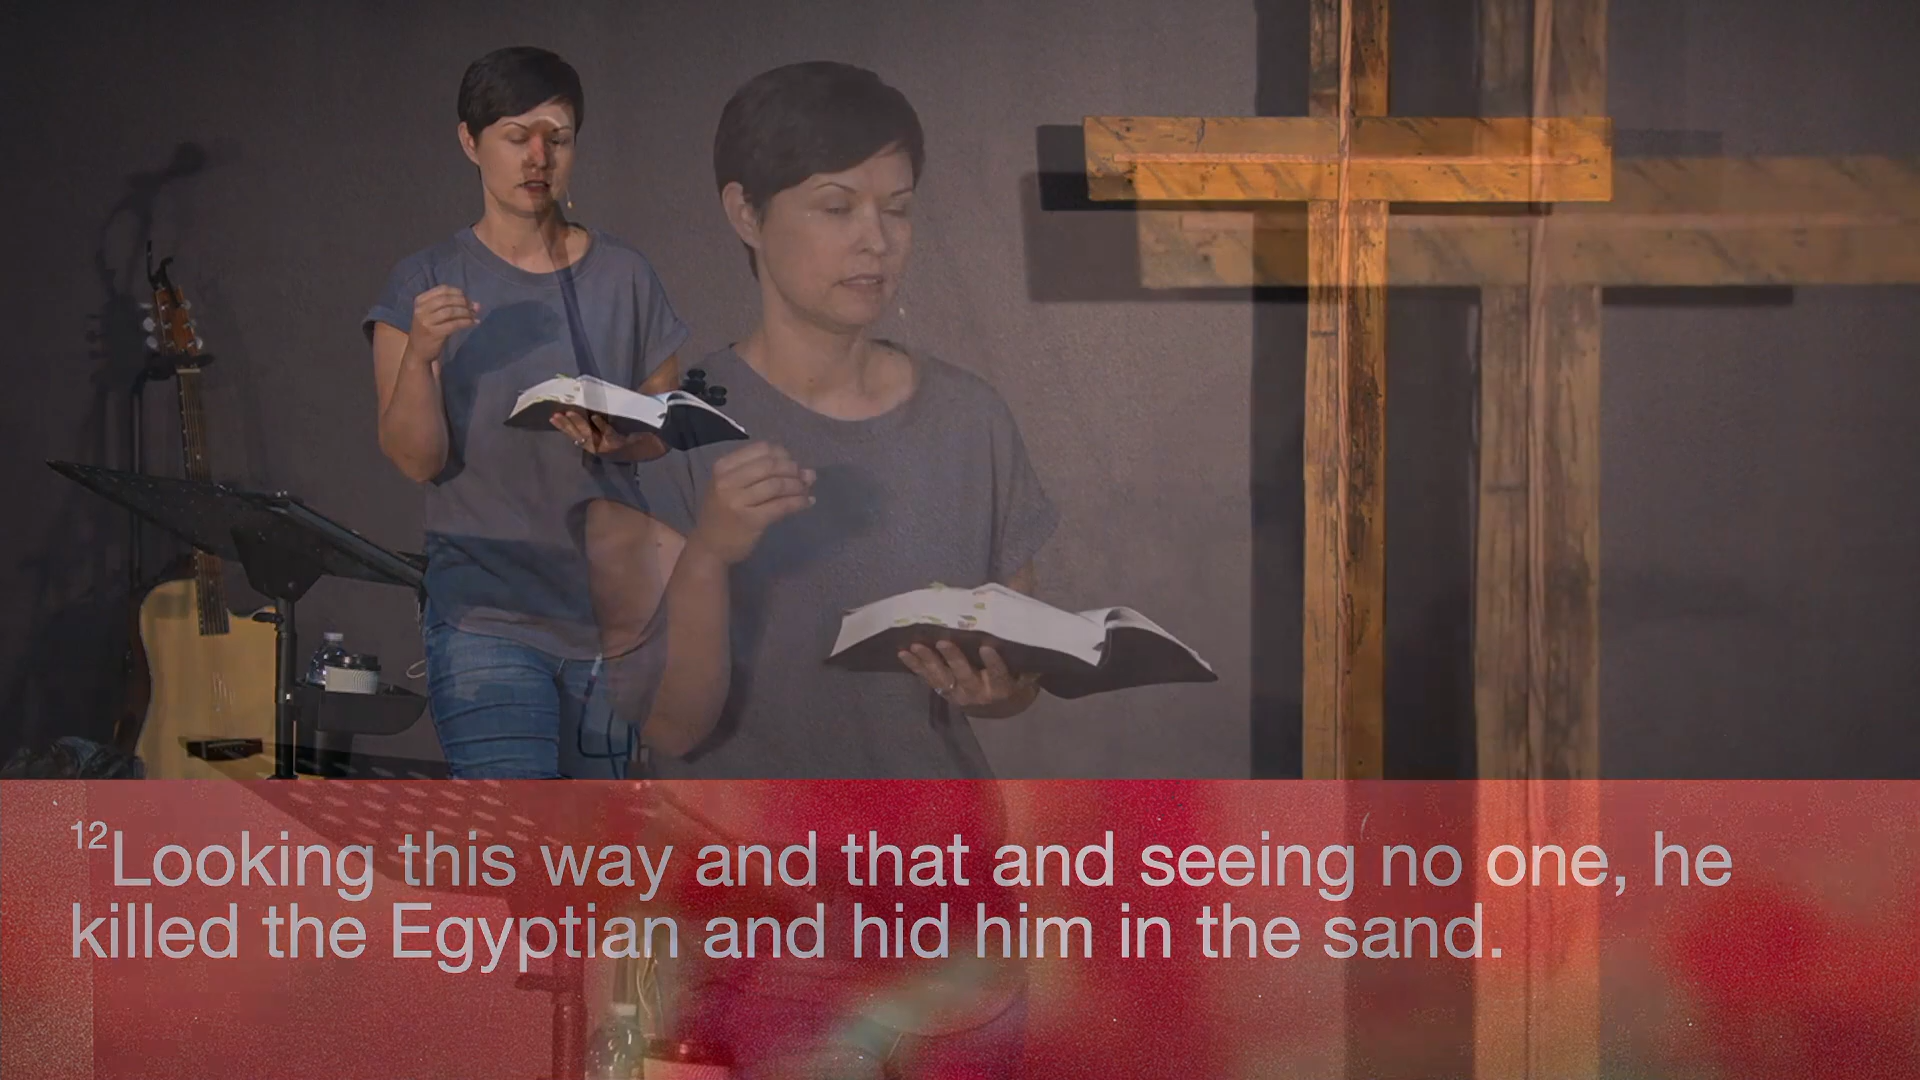 12Looking this way and that and seeing no one, he
killed the Egyptian and hid him in the sand.